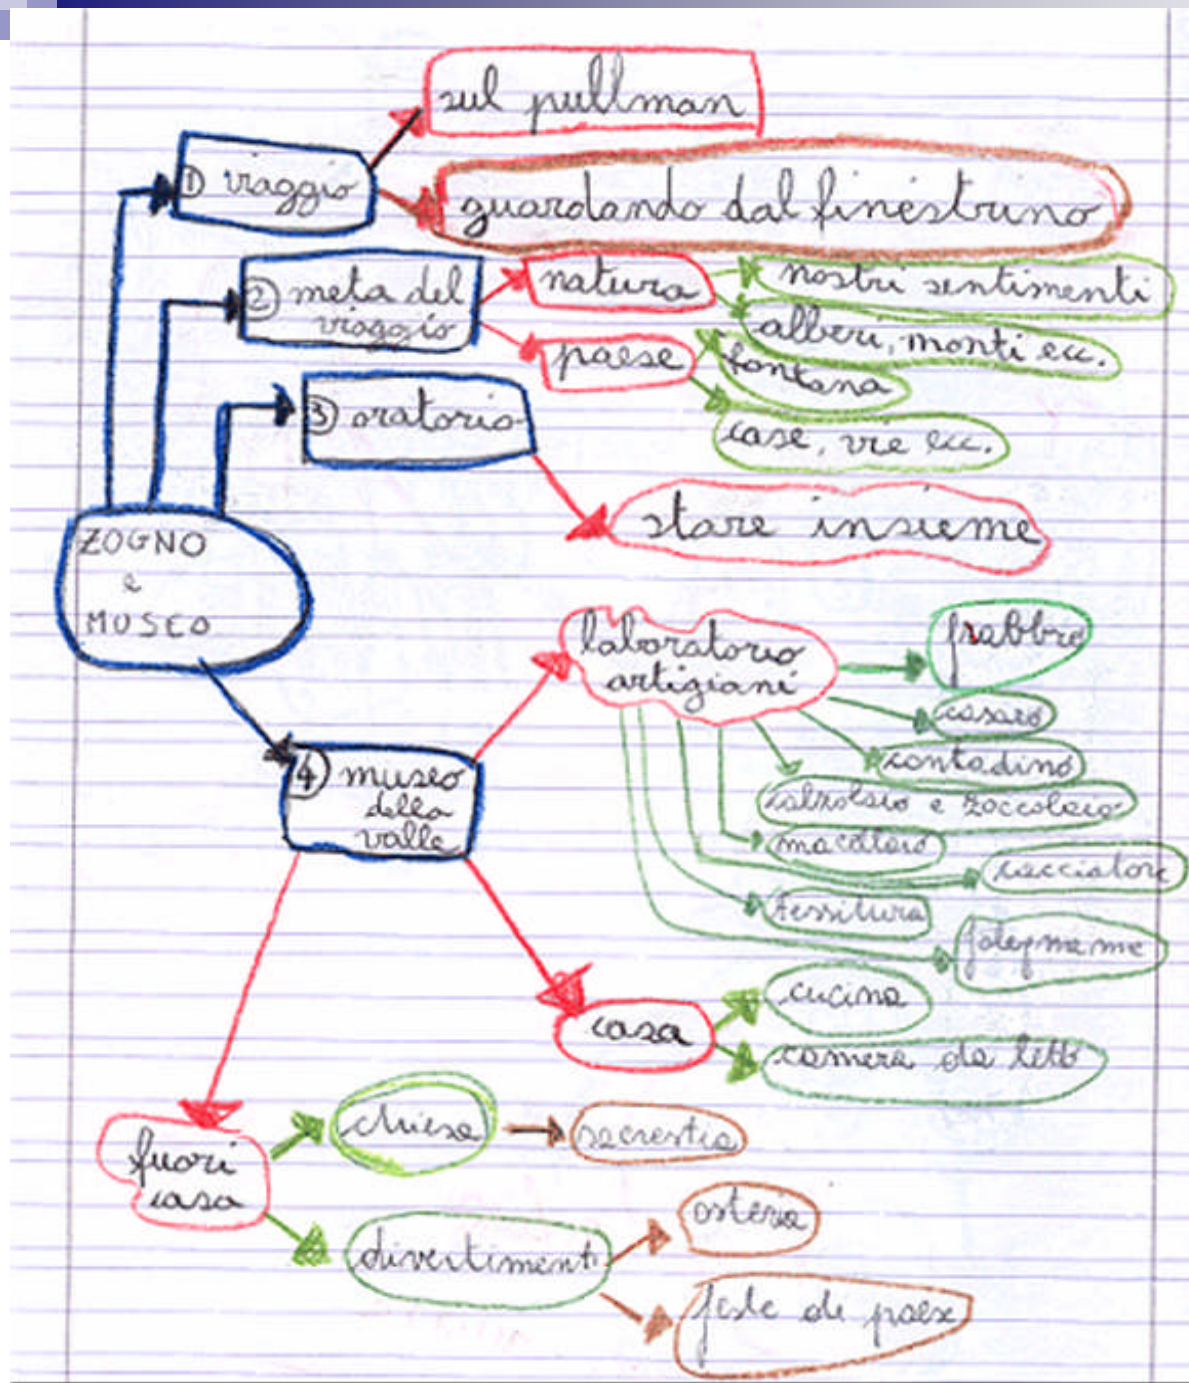 sul pullman
① viaggio
guardando dal finestrino
② meta del
viaggio
natura
nostri sentimenti
alberi, monti ecc.
paese
fontana
case, vie ecc.
③ oratorio
stare insieme
ZOGNO
e
MUSEO
laboratorio
artigiani
frabbro
casaro
contadino
calzolaio e zoccolaio
macellaio
cacciatore
tessitura
falegname
④ museo
della
valle
casa
cucina
camera da letto
fuori
casa
chiesa
sacrestia
divertimenti
osteria
feste di paese